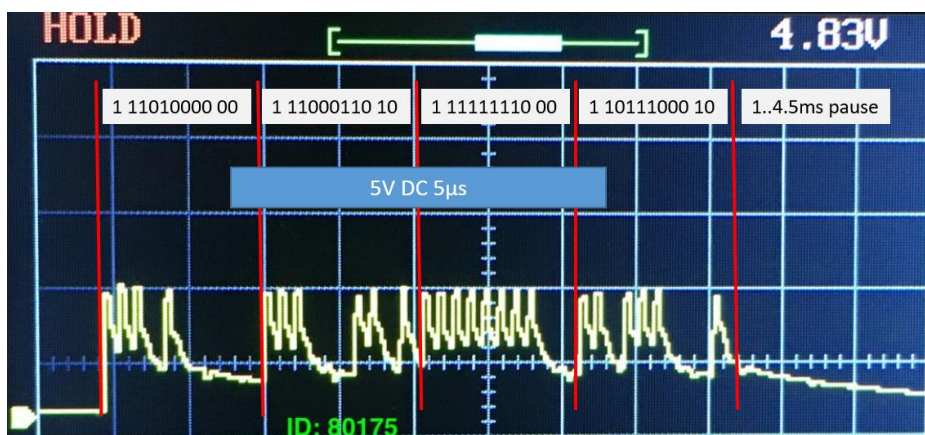 HOLD
4.83V
1 11010000 00
1 11000110 10
1 11111110 00
1 10111000 10
1..4.5ms pause
5V DC 5µs
ID: 80175